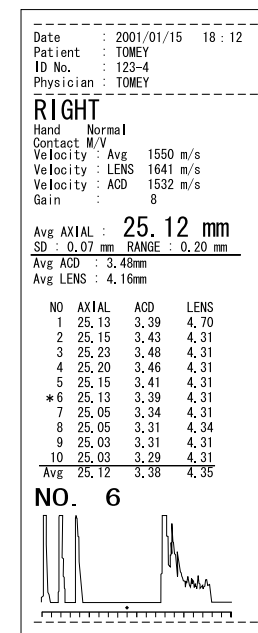 Date : 2001/01/15 18:12
Patient : TOMEY
ID No. : 123-4
Physician : TOMEY
RIGHT
Hand Normal
Contact M/V
Velocity : Avg 1550 m/s
Velocity : LENS 1641 m/s
Velocity : ACD 1532 m/s
Gain : 8
Avg AXIAL : 25.12 mm
SD : 0.07 mm RANGE : 0.20 mm
Avg ACD : 3.48mm
Avg LENS : 4.16mm
NO AXIAL ACD LENS
1 25.13 3.39 4.70
2 25.15 3.43 4.31
3 25.23 3.48 4.31
4 25.20 3.46 4.31
5 25.15 3.41 4.31
*6 25.13 3.39 4.31
7 25.05 3.34 4.31
8 25.05 3.31 4.34
9 25.03 3.31 4.31
10 25.03 3.29 4.31
Avg 25.12 3.38 4.35
NO. 6